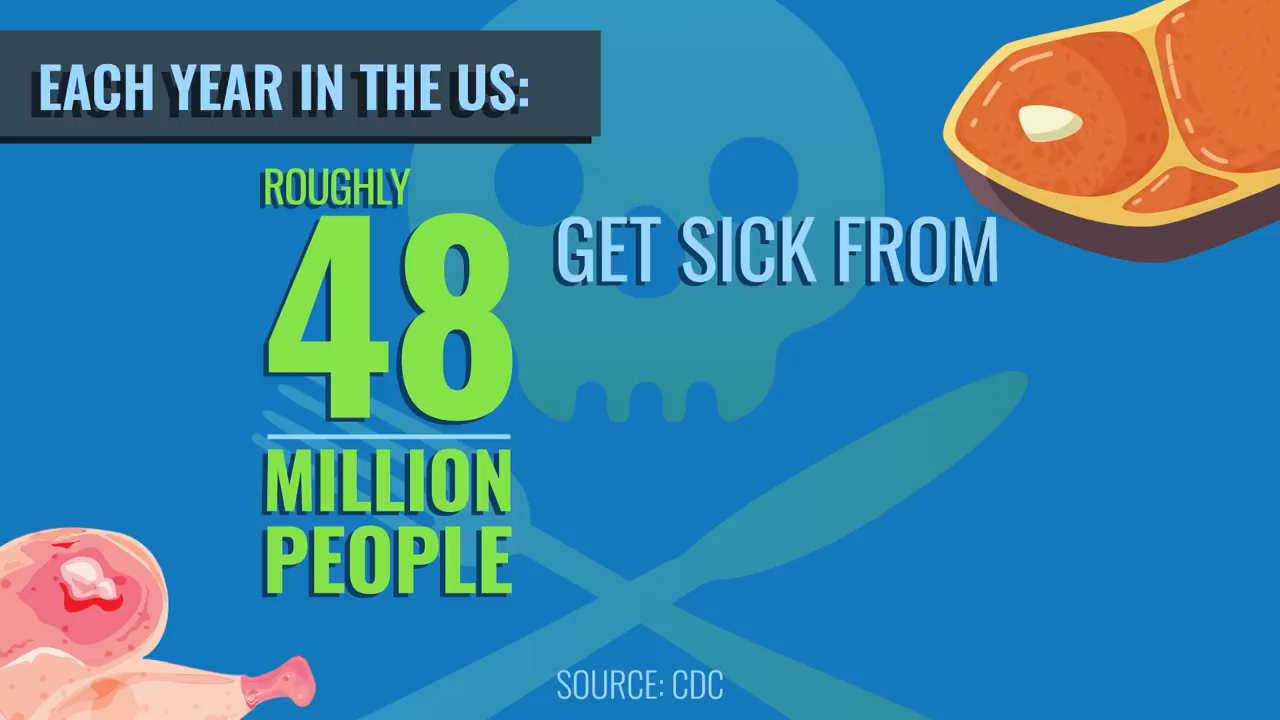 EACH YEAR IN THE US:
ROUGHLY
48
MILLION
PEOPLE
GET SICK FROM
SOURCE: CDC